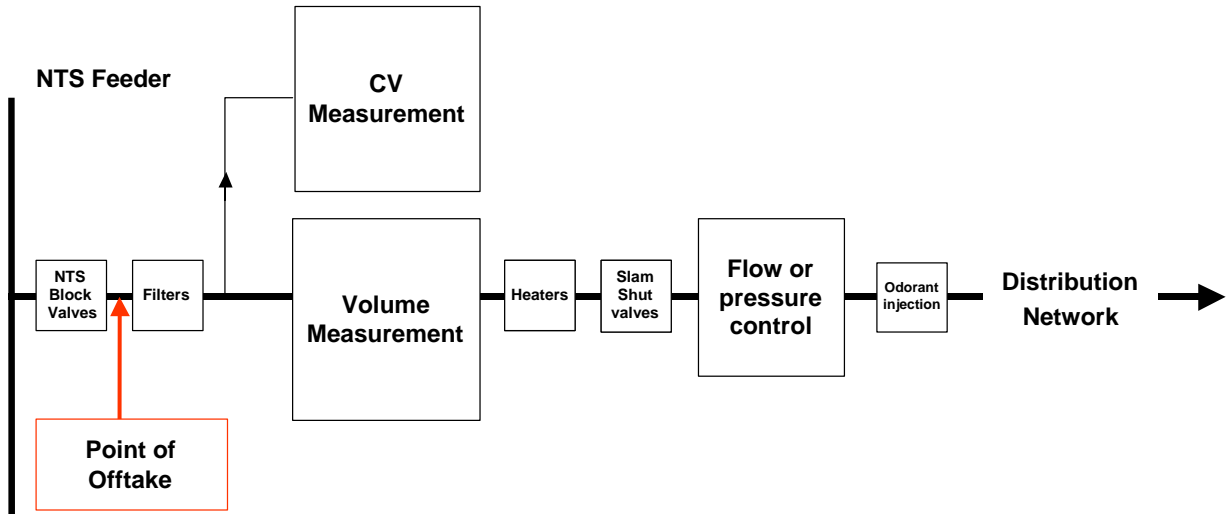 NTS Feeder
CV
Measurement
NTS
Block
Valves
Filters
Volume
Measurement
Heaters
Slam
Shut
valves
Flow or
pressure
control
Odorant
injection
Distribution
Network
Point of
Offtake